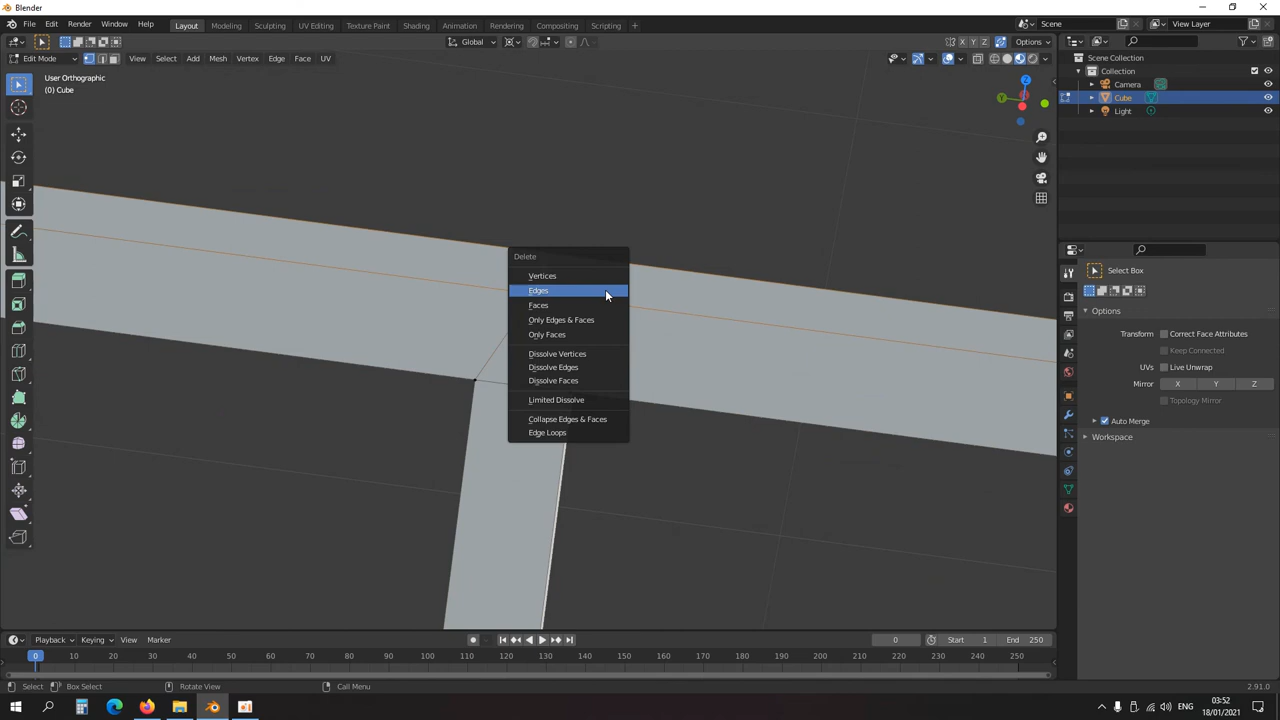 Blender
File Edit Render Window Help Layout Modeling Sculpting UV Editing Texture Paint Shading Animation Rendering Compositing Scripting + Scene View Layer
Global X Y Z Options
Edit Mode View Select Add Mesh Vertex Edge Face UV
User Orthographic
(0) Cube
Z
Y
Scene Collection
Collection
Camera
Cube
Light
Delete
Vertices
Edges
Faces
Only Edges & Faces
Only Faces
Dissolve Vertices
Dissolve Edges
Dissolve Faces
Limited Dissolve
Collapse Edges & Faces
Edge Loops
Select Box
Options
Transform Correct Face Attributes
Keep Connected
UVs Live Unwrap
Mirror X Y Z
Topology Mirror
Auto Merge
Workspace
Playback Keying View Marker 0 Start 1 End 250
0 10 20 30 40 50 60 70 80 90 100 110 120 130 140 150 160 170 180 190 200 210 220 230 240 250
Select Box Select Rotate View Call Menu 2.91.0
ENG 03:52
18/01/2021